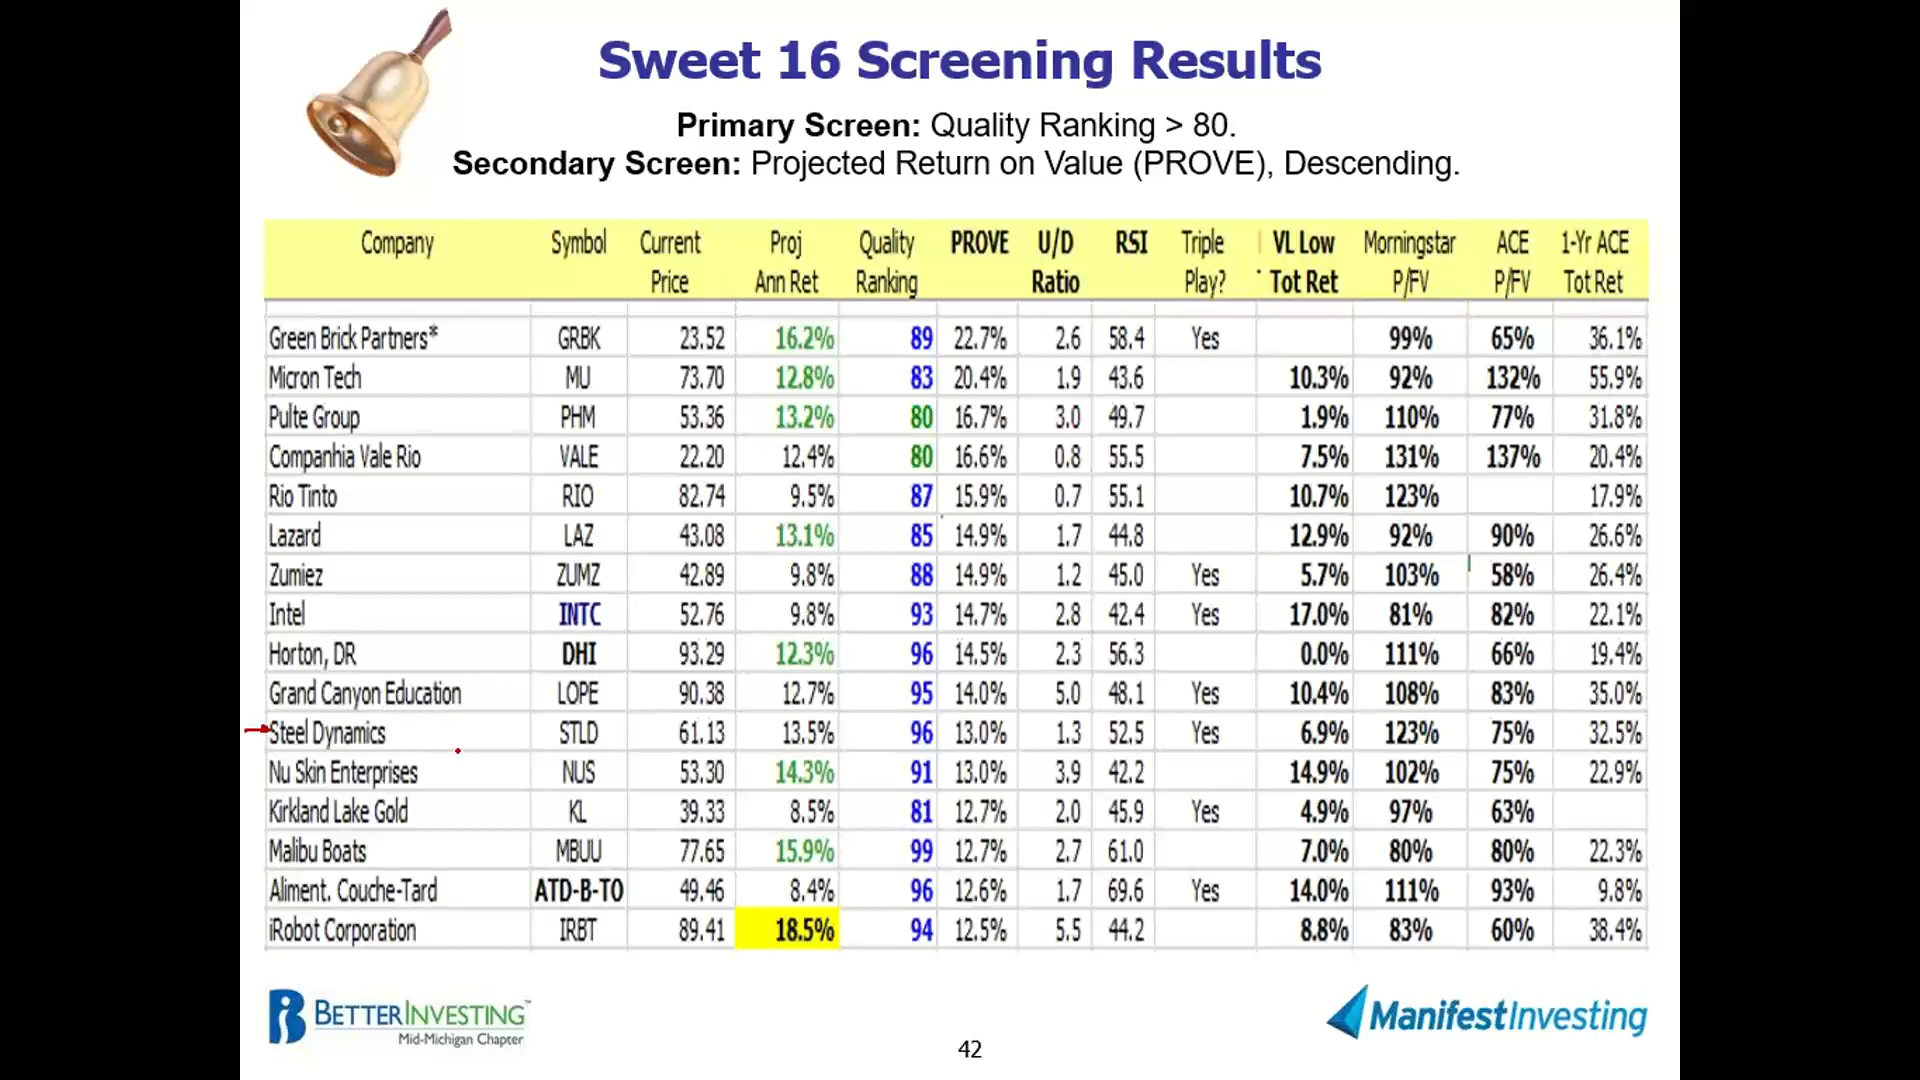 Sweet 16 Screening Results
Primary Screen: Quality Ranking > 80.
Secondary Screen: Projected Return on Value (PROVE), Descending.
Company Symbol Current Proj Quality PROVE U/D RSI Triple VL Low Morningstar ACE 1-Yr ACE
Price Ann Ret Ranking Ratio Play? Tot Ret P/FV P/FV Tot Ret
Green Brick Partners* GRBK 23.52 16.2% 89 22.7% 2.6 58.4 Yes 99% 65% 36.1%
Micron Tech MU 73.70 12.8% 83 20.4% 1.9 43.6 10.3% 92% 132% 55.9%
Pulte Group PHM 53.36 13.2% 80 16.7% 3.0 49.7 1.9% 110% 77% 31.8%
Companhia Vale Rio VALE 22.20 12.4% 80 16.6% 0.8 55.5 7.5% 131% 137% 20.4%
Rio Tinto RIO 82.74 9.5% 87 15.9% 0.7 55.1 10.7% 123% 17.9%
Lazard LAZ 43.08 13.1% 85 14.9% 1.7 44.8 12.9% 92% 90% 26.6%
Zumiez ZUMZ 42.89 9.8% 88 14.9% 1.2 45.0 Yes 5.7% 103% 58% 26.4%
Intel INTC 52.76 9.8% 93 14.7% 2.8 42.4 Yes 17.0% 81% 82% 22.1%
Horton, DR DHI 93.29 12.3% 96 14.5% 2.3 56.3 0.0% 111% 66% 19.4%
Grand Canyon Education LOPE 90.38 12.7% 95 14.0% 5.0 48.1 Yes 10.4% 108% 83% 35.0%
Steel Dynamics STLD 61.13 13.5% 96 13.0% 1.3 52.5 Yes 6.9% 123% 75% 32.5%
Nu Skin Enterprises NUS 53.30 14.3% 91 13.0% 3.9 42.2 14.9% 102% 75% 22.9%
Kirkland Lake Gold KL 39.33 8.5% 81 12.7% 2.0 45.9 Yes 4.9% 97% 63%
Malibu Boats MBUU 77.65 15.9% 99 12.7% 2.7 61.0 7.0% 80% 80% 22.3%
Aliment. Couche-Tard ATD-B-TO 49.46 8.4% 96 12.6% 1.7 69.6 Yes 14.0% 111% 93% 9.8%
iRobot Corporation IRBT 89.41 18.5% 94 12.5% 5.5 44.2 8.8% 83% 60% 38.4%
BETTERINVESTING™
Mid-Michigan Chapter
ManifestInvesting
42